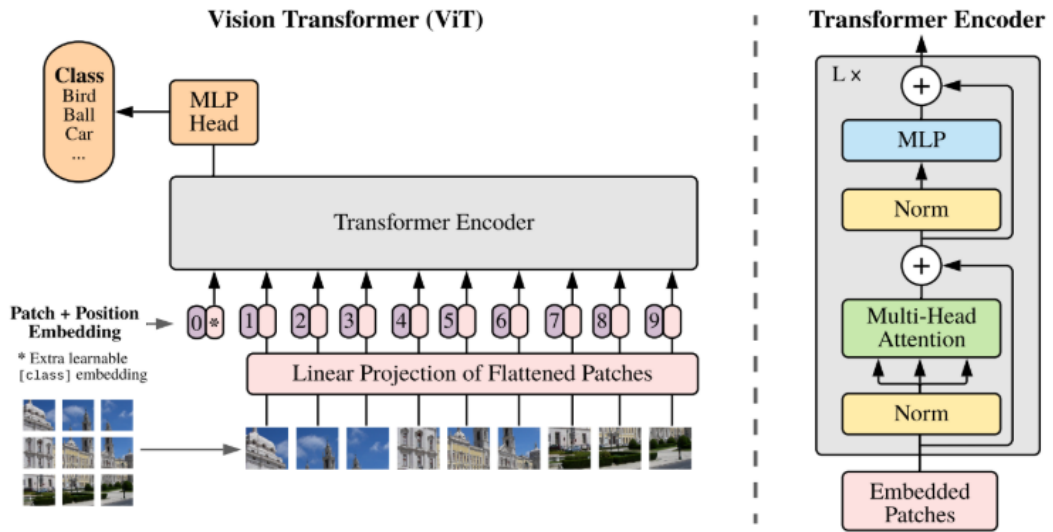 Vision Transformer (ViT)
Class
Bird
Ball
Car
...
MLP
Head
Transformer Encoder
Patch + Position
Embedding
0 * 1 2 3 4 5 6 7 8 9
* Extra learnable
[class] embedding
Linear Projection of Flattened Patches
Transformer Encoder
L ×
+
MLP
Norm
+
Multi-Head
Attention
Norm
Embedded
Patches